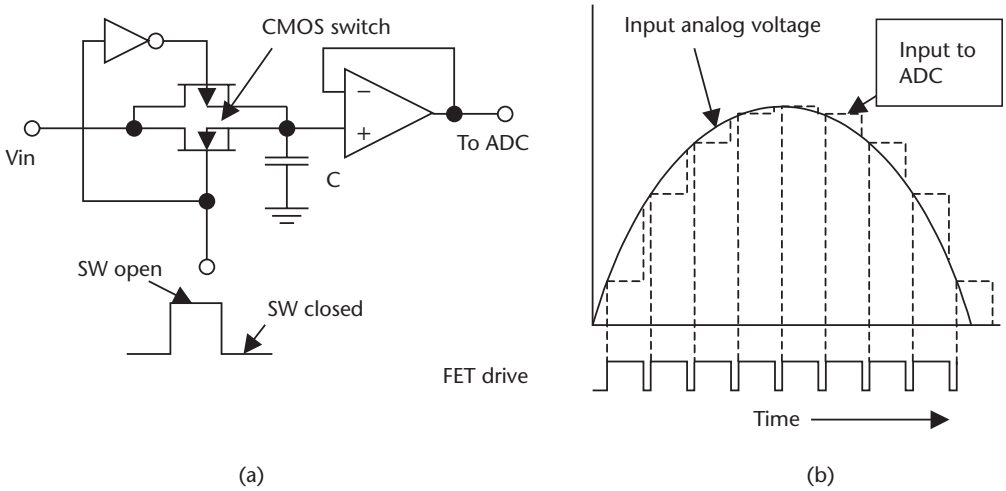 CMOS switch
−
+
Vin
To ADC
C
SW open
SW closed
(a)
Input analog voltage
Input to
ADC
FET drive
Time
(b)